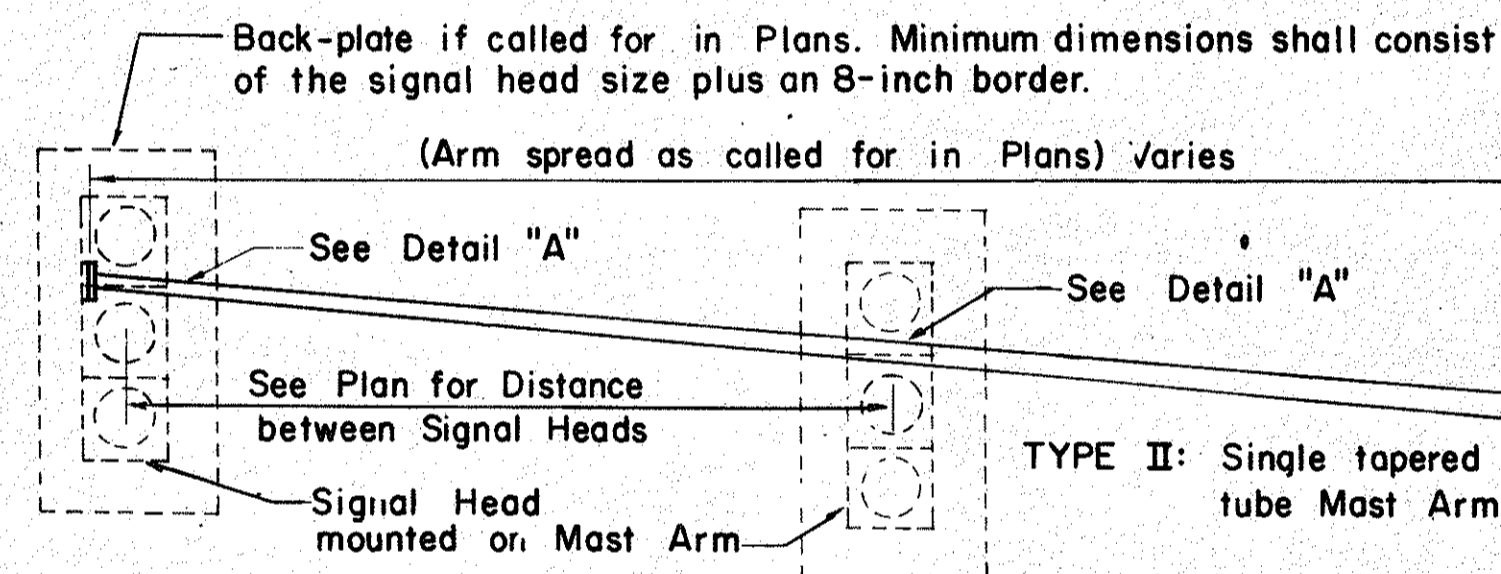 Back-plate if called for in Plans. Minimum dimensions shall consist
of the signal head size plus an 8-inch border.
(Arm spread as called for in Plans) Varies
See Detail "A"
See Detail "A"
See Plan for Distance
between Signal Heads
TYPE II: Single tapered
tube Mast Arm
Signal Head
mounted on Mast Arm